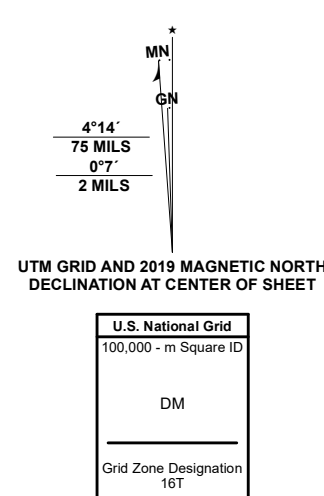 ★
MN
GN
4°14´
75 MILS
0°7´
2 MILS
UTM GRID AND 2019 MAGNETIC NORTH
DECLINATION AT CENTER OF SHEET
U.S. National Grid
100,000 - m Square ID
DM
Grid Zone Designation
16T